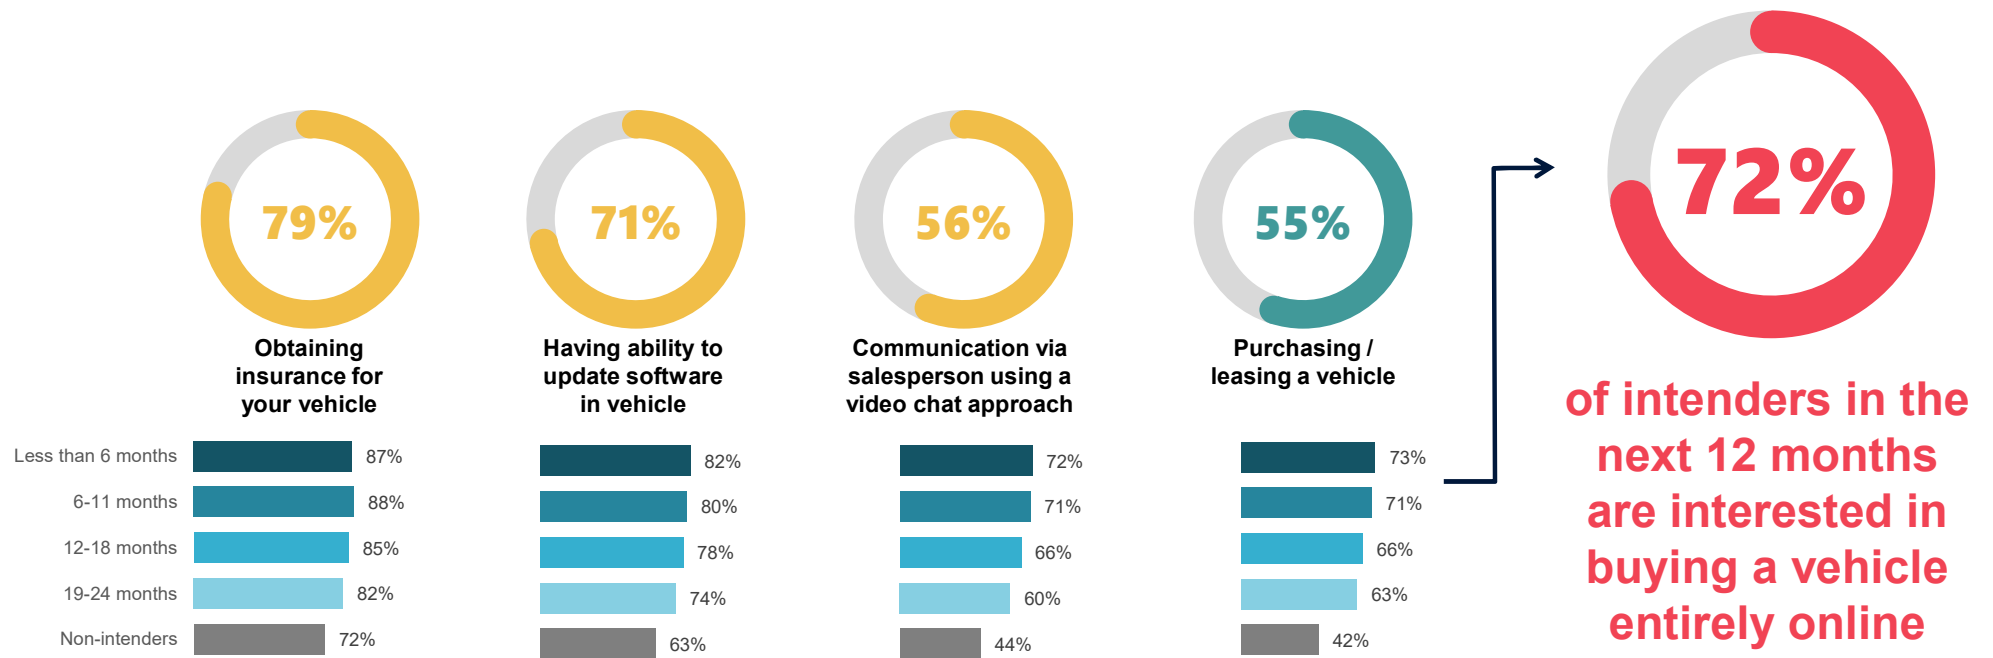 79%
71%
56%
55%
72%
Obtaining
insurance for
your vehicle
Having ability to
update software
in vehicle
Communication via
salesperson using a
video chat approach
Purchasing /
leasing a vehicle
of intenders in the
next 12 months
are interested in
buying a vehicle
entirely online
Less than 6 months 87% 82% 72% 73%
6-11 months 88% 80% 71% 71%
12-18 months 85% 78% 66% 66%
19-24 months 82% 74% 60% 63%
Non-intenders 72% 63% 44% 42%